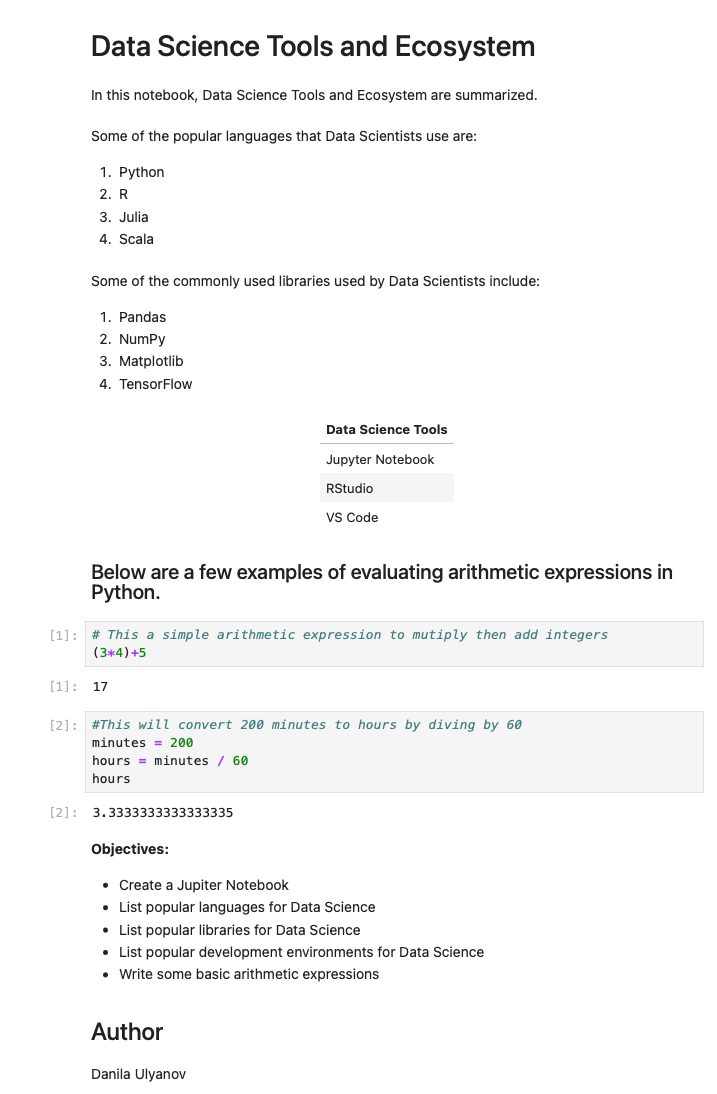 Data Science Tools and Ecosystem
In this notebook, Data Science Tools and Ecosystem are summarized.
Some of the popular languages that Data Scientists use are:
1. Python
2. R
3. Julia
4. Scala
Some of the commonly used libraries used by Data Scientists include:
1. Pandas
2. NumPy
3. Matplotlib
4. TensorFlow
Data Science Tools
Jupyter Notebook
RStudio
VS Code
Below are a few examples of evaluating arithmetic expressions in
Python.
[1]: # This a simple arithmetic expression to mutiply then add integers
(3*4)+5
[1]: 17
[2]: #This will convert 200 minutes to hours by diving by 60
minutes = 200
hours = minutes / 60
hours
[2]: 3.3333333333333335
Objectives:
• Create a Jupiter Notebook
• List popular languages for Data Science
• List popular libraries for Data Science
• List popular development environments for Data Science
• Write some basic arithmetic expressions
Author
Danila Ulyanov